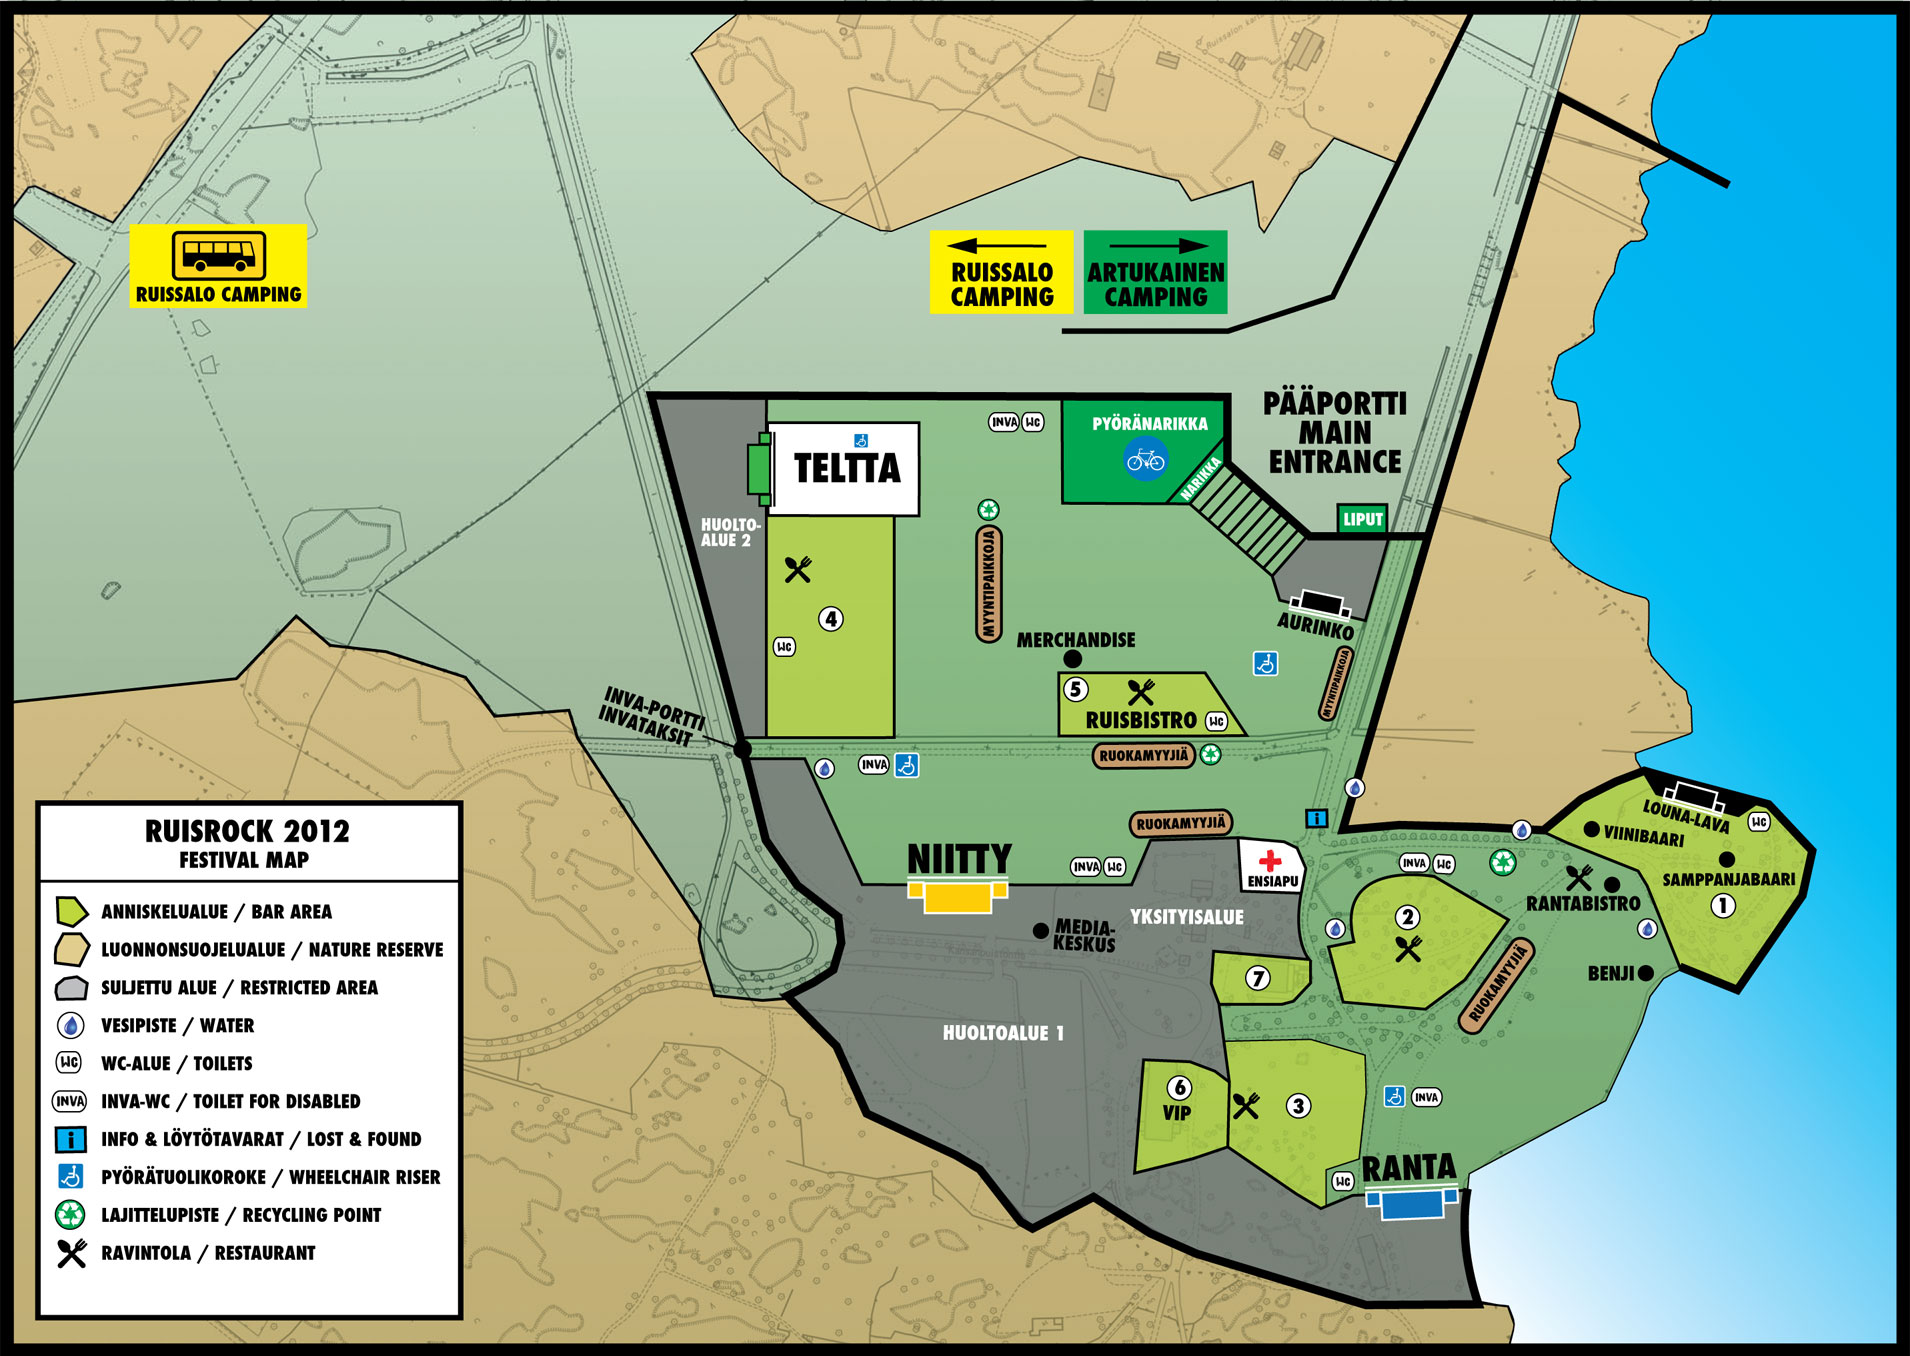 Ruissalon
RUISSALO CAMPING
RUISSALO
CAMPING
ARTUKAINEN
CAMPING
PÄÄPORTTI
MAIN
ENTRANCE
LIPUT
PYÖRÄNARIKKA
NARIKKA
INVA WC
TELTTA
HUOLTO-
ALUE 2
MYYNTIPAIKKOJA
4
WC
MERCHANDISE
5
RUISBISTRO
WC
AURINKO
MYYNTIPAIKKOJA
INVA-PORTTI
INVATAKSIT
INVA
RUOKAMYYJIÄ
RUOKAMYYJIÄ
i
NIITTY
INVA WC
ENSIAPU
YKSITYISALUE
MEDIA-
KESKUS
HUOLTOALUE 1
7
6
VIP
3
INVA
WC
RANTA
INVA WC
2
RUOKAMYYJIÄ
RANTABISTRO
BENJI
LOUNA-LAVA
WC
VIINIBAARI
SAMPPANJABAARI
1
RUISROCK 2012
FESTIVAL MAP
ANNISKELUALUE / BAR AREA
LUONNONSUOJELUALUE / NATURE RESERVE
SULJETTU ALUE / RESTRICTED AREA
VESIPISTE / WATER
WC WC-ALUE / TOILETS
INVA INVA-WC / TOILET FOR DISABLED
i INFO & LÖYTÖTAVARAT / LOST & FOUND
PYÖRÄTUOLIKOROKE / WHEELCHAIR RISER
LAJITTELUPISTE / RECYCLING POINT
RAVINTOLA / RESTAURANT